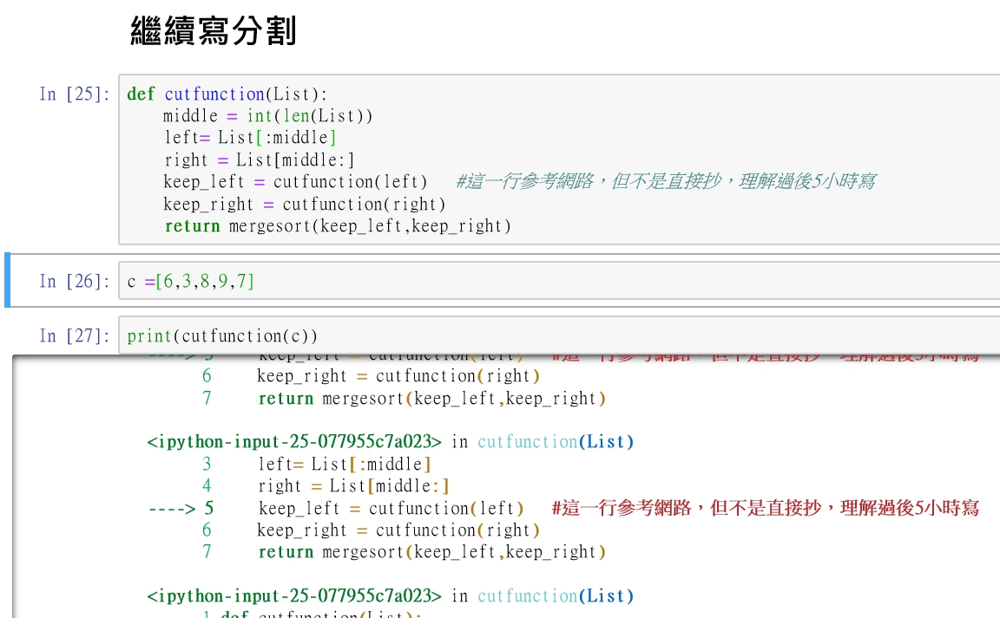 繼續寫分割
In [25]: def cutfunction(List):
middle = int(len(List))
left= List[:middle]
right = List[middle:]
keep_left = cutfunction(left) #這一行參考網路，但不是直接抄，理解過後5小時寫
keep_right = cutfunction(right)
return mergesort(keep_left,keep_right)
In [26]: c =[6,3,8,9,7]
In [27]: print(cutfunction(c))
----> 5 keep_left = cutfunction(left) #這一行參考網路，但不是直接抄，理解過後5小時寫
6 keep_right = cutfunction(right)
7 return mergesort(keep_left,keep_right)
<ipython-input-25-077955c7a023> in cutfunction(List)
3 left= List[:middle]
4 right = List[middle:]
----> 5 keep_left = cutfunction(left) #這一行參考網路，但不是直接抄，理解過後5小時寫
6 keep_right = cutfunction(right)
7 return mergesort(keep_left,keep_right)
<ipython-input-25-077955c7a023> in cutfunction(List)
1 def cutfunction(List):